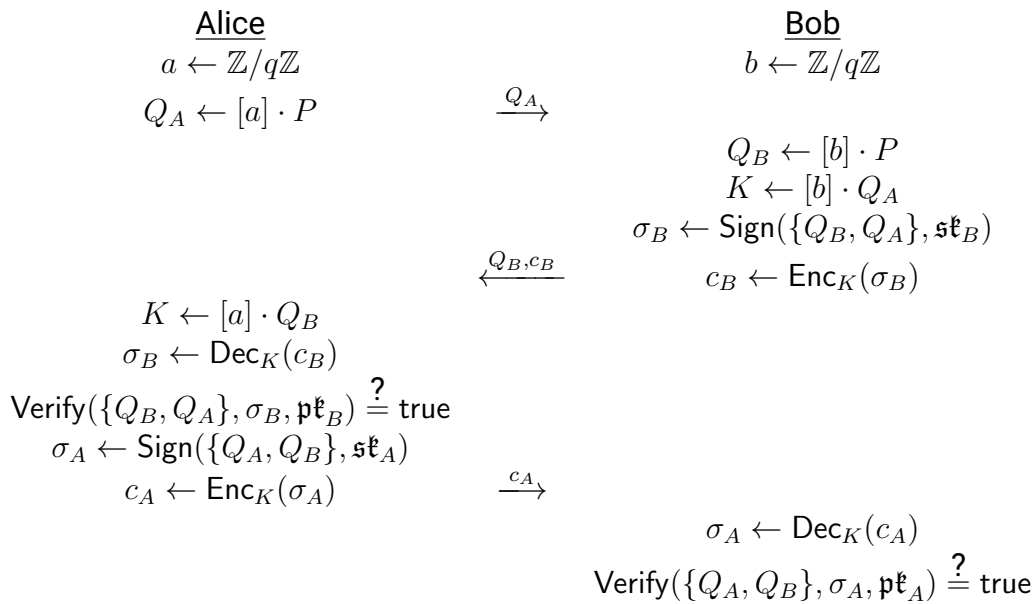 Alice Bob
a ← ℤ/qℤ b ← ℤ/qℤ
Q_A ← [a] · P Q_A
Q_B ← [b] · P
K ← [b] · Q_A
σ_B ← Sign({Q_B, Q_A}, 𝔰𝔨_B)
Q_B,c_B c_B ← Enc_K(σ_B)
K ← [a] · Q_B
σ_B ← Dec_K(c_B)
Verify({Q_B, Q_A}, σ_B, 𝔭𝔨_B) ≟ true
σ_A ← Sign({Q_A, Q_B}, 𝔰𝔨_A)
c_A ← Enc_K(σ_A) c_A
σ_A ← Dec_K(c_A)
Verify({Q_A, Q_B}, σ_A, 𝔭𝔨_A) ≟ true